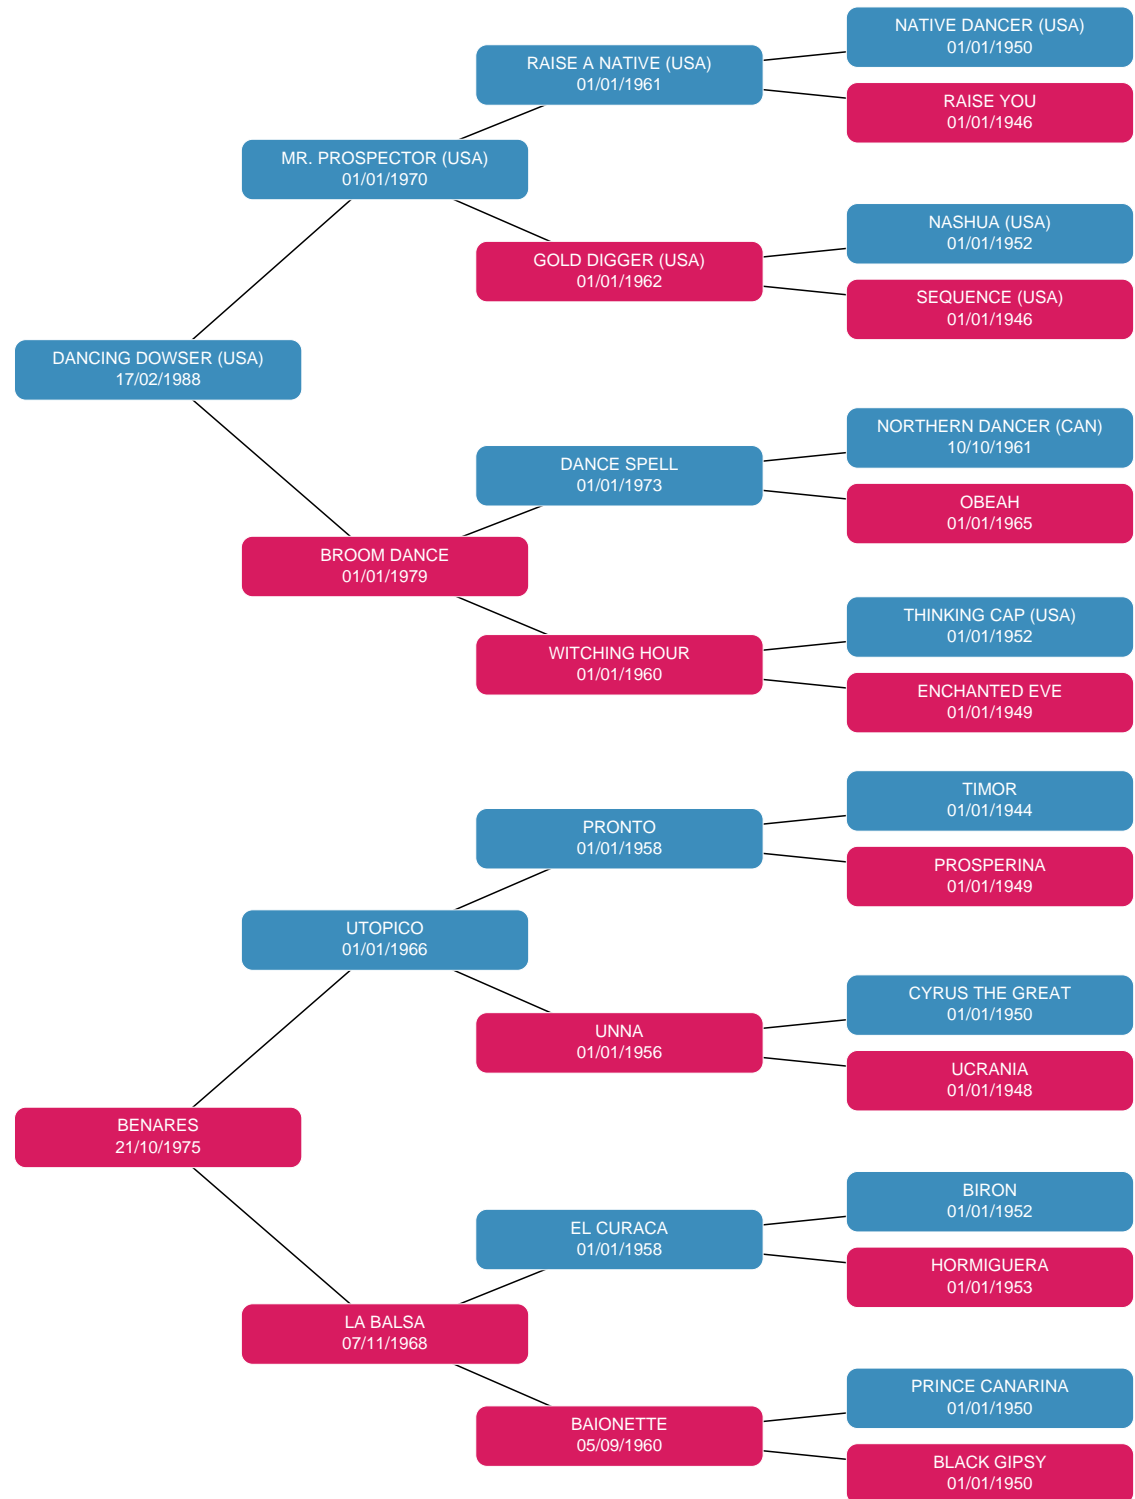 NATIVE DANCER (USA)
01/01/1950
RAISE A NATIVE (USA)
01/01/1961
RAISE YOU
01/01/1946
MR. PROSPECTOR (USA)
01/01/1970
NASHUA (USA)
01/01/1952
GOLD DIGGER (USA)
01/01/1962
SEQUENCE (USA)
01/01/1946
DANCING DOWSER (USA)
17/02/1988
NORTHERN DANCER (CAN)
10/10/1961
DANCE SPELL
01/01/1973
OBEAH
01/01/1965
BROOM DANCE
01/01/1979
THINKING CAP (USA)
01/01/1952
WITCHING HOUR
01/01/1960
ENCHANTED EVE
01/01/1949
TIMOR
01/01/1944
PRONTO
01/01/1958
PROSPERINA
01/01/1949
UTOPICO
01/01/1966
CYRUS THE GREAT
01/01/1950
UNNA
01/01/1956
UCRANIA
01/01/1948
BENARES
21/10/1975
BIRON
01/01/1952
EL CURACA
01/01/1958
HORMIGUERA
01/01/1953
LA BALSA
07/11/1968
PRINCE CANARINA
01/01/1950
BAIONETTE
05/09/1960
BLACK GIPSY
01/01/1950